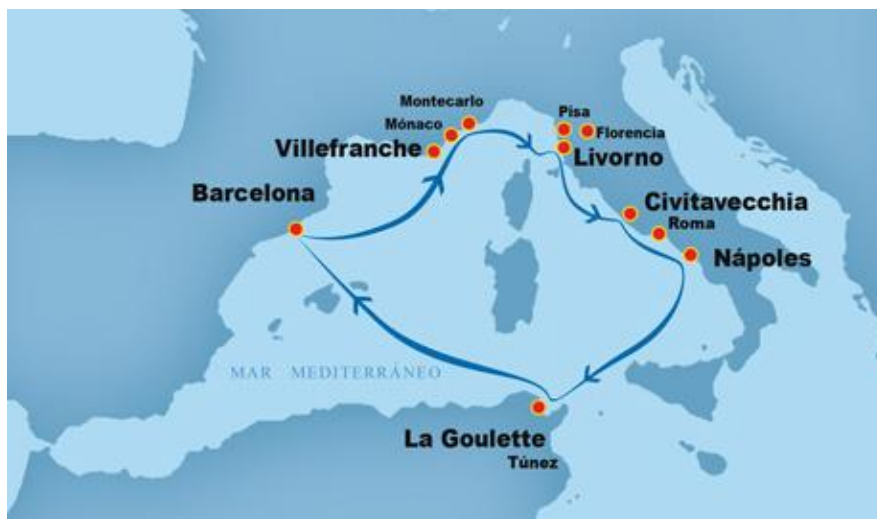 Montecarlo
Mónaco
Villefranche
Pisa
Florencia
Livorno
Barcelona
Civitavecchia
Roma
Nápoles
MAR MEDITERRÁNEO
La Goulette
Túnez